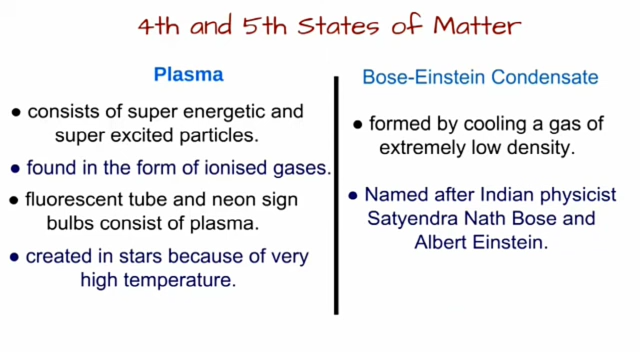 4th and 5th States of Matter
Plasma
● consists of super energetic and
super excited particles.
● found in the form of ionised gases.
● fluorescent tube and neon sign
bulbs consist of plasma.
● created in stars because of very
high temperature.
Bose-Einstein Condensate
● formed by cooling a gas of
extremely low density.
● Named after Indian physicist
Satyendra Nath Bose and
Albert Einstein.